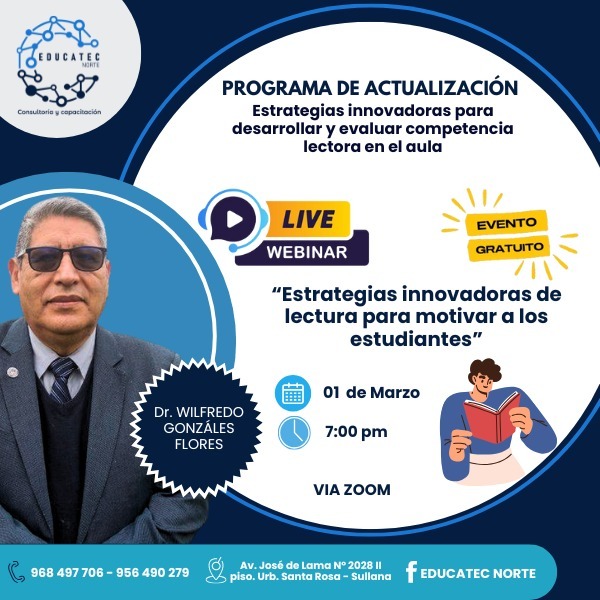 EDUCATEC
NORTE
Consultoría y capacitación
PROGRAMA DE ACTUALIZACIÓN
Estrategias innovadoras para
desarrollar y evaluar competencia
lectora en el aula
LIVE
WEBINAR
EVENTO
GRATUITO
“Estrategias innovadoras de
lectura para motivar a los
estudiantes”
01 de Marzo
7:00 pm
Dr. WILFREDO
GONZÁLES
FLORES
VIA ZOOM
968 497 706 - 956 490 279
Av. José de Lama N° 2028 II
piso. Urb. Santa Rosa - Sullana
EDUCATEC NORTE